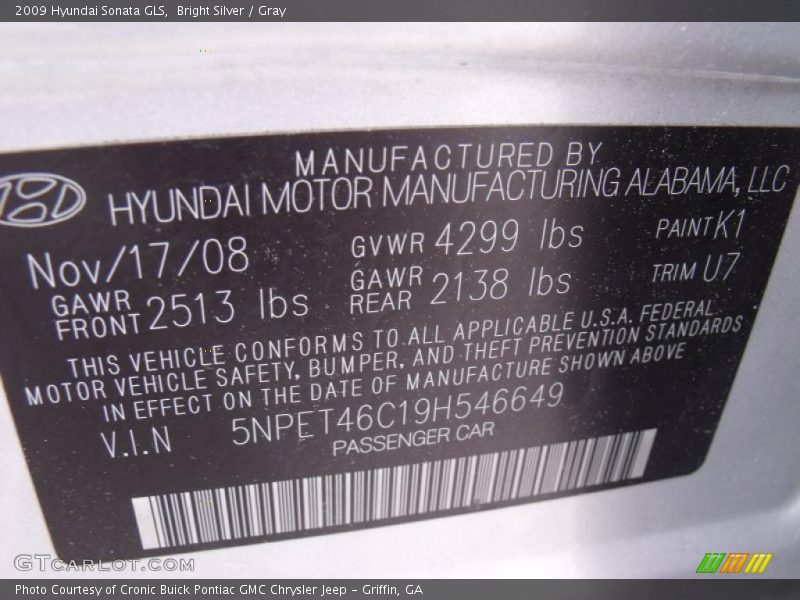 2009 Hyundai Sonata GLS,  Bright Silver / Gray
MANUFACTURED BY
HYUNDAI MOTOR MANUFACTURING ALABAMA, LLC
Nov/17/08 GVWR 4299 lbs PAINT K1
GAWR FRONT 2513 lbs GAWR REAR 2138 lbs TRIM U7
THIS VEHICLE CONFORMS TO ALL APPLICABLE U.S.A. FEDERAL
MOTOR VEHICLE SAFETY, BUMPER, AND THEFT PREVENTION STANDARDS
IN EFFECT ON THE DATE OF MANUFACTURE SHOWN ABOVE
V.I.N 5NPET46C19H546649
PASSENGER CAR
GTCARLOT.COM
Photo Courtesy of Cronic Buick Pontiac GMC Chrysler Jeep - Griffin, GA